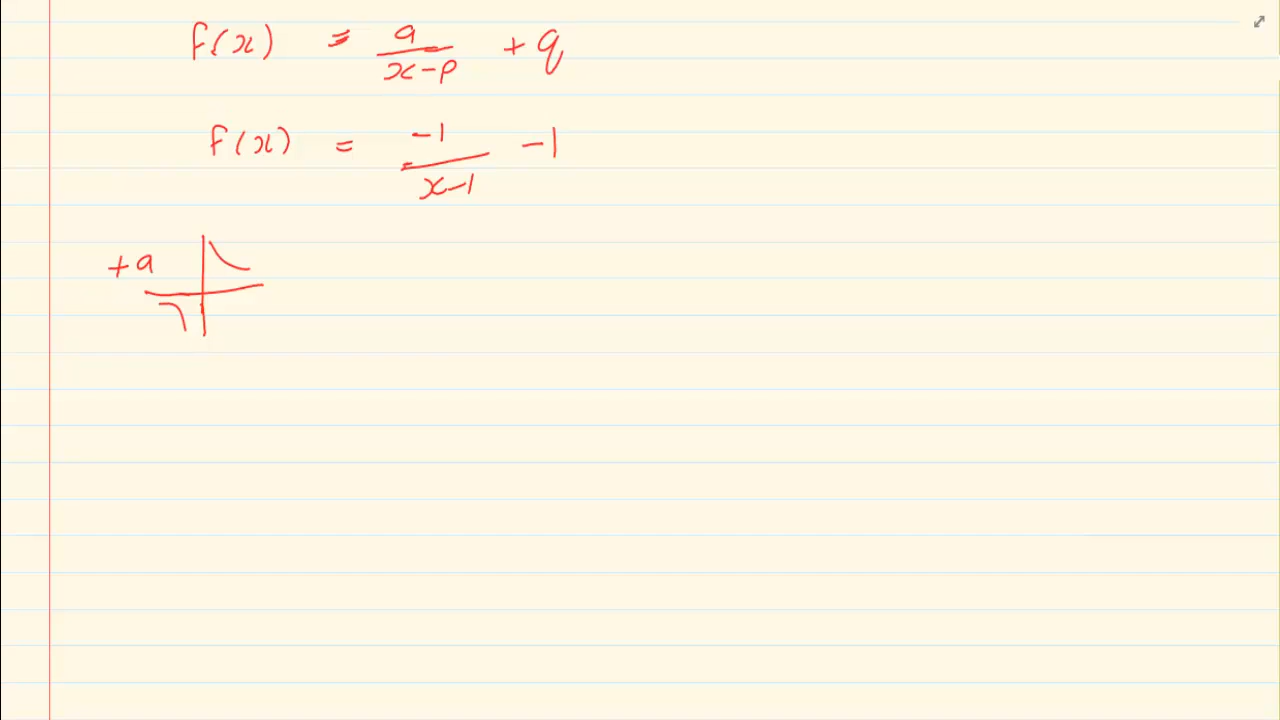 f(x) = a/(x-p) + q
f(x) = -1/(x-1) - 1
+a